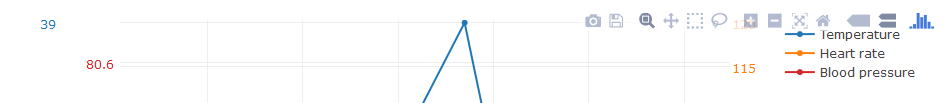 39
Temperature
Heart rate
80.6
115
Blood pressure